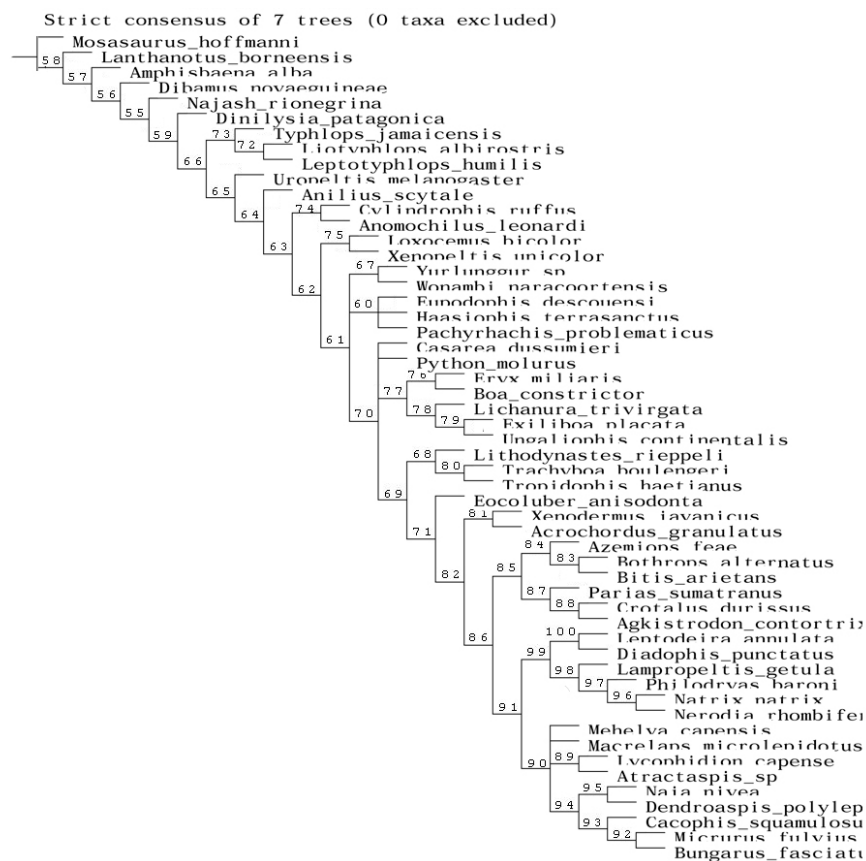 Strict consensus of 7 trees (0 taxa excluded)
Mosasaurus_hoffmanni
58
Lanthanotus_borneensis
57
Amphisbaena_alba
56
Dibamus_novaeguineae
55
Najash_rionegrina
59
Dinilysia_patagonica
73
Typhlops_jamaicensis
72
Liotyphlops_albirostris
66
Leptotyphlops_humilis
Uropeltis_melanogaster
65
Anilius_scytale
74
Cylindrophis_ruffus
64
Anomochilus_leonardi
75
Loxocemus_bicolor
63
Xenopeltis_unicolor
67
Yurlunggur_sp
Wonambi_naracoortensis
62
60
Eupodophis_descouensi
Haasiophis_terrasanctus
Pachyrhachis_problematicus
61
Casarea_dussumieri
Python_molurus
76
Eryx_miliaris
77
Boa_constrictor
78
Lichanura_trivirgata
70
79
Exiliboa_placata
Ungaliophis_continentalis
68
Lithodynastes_rieppeli
80
Trachyboa_boulengeri
Tropidophis_haetianus
69
Eocoluber_anisodonta
81
Xenodermus_javanicus
71
Acrochordus_granulatus
84
Azemiops_feae
83
Bothrops_alternatus
85
Bitis_arietans
82
87
Parias_sumatranus
88
Crotalus_durissus
Agkistrodon_contortrix
100
Leptodeira_annulata
86
99
Diadophis_punctatus
98
Lampropeltis_getula
97
Philodryas_baroni
96
Natrix_natrix
91
Nerodia_rhombifer
Mehelya_capensis
Macrelaps_microlepidotus
90
89
Lycophidion_capense
Atractaspis_sp
95
Naja_nivea
94
Dendroaspis_polylep
93
Cacophis_squamulosu
92
Micrurus_fulvius
Bungarus_fasciatu